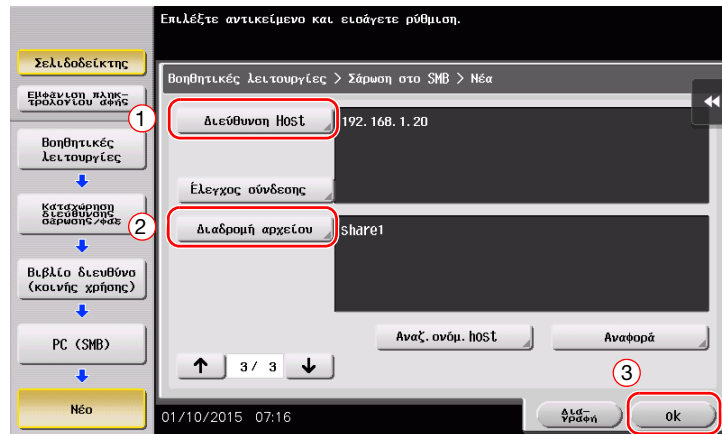 Επιλέξτε αντικείμενο και εισάγετε ρύθμιση.
Σελιδοδείκτης
Εμφάνιση πληκ-
τρολογίου αφής
Βοηθητικές
λειτουργίες
Καταχώρηση
διεύθυνσης
σάρωσης/φαξ
Βιβλίο διευθύνσ
(κοινής χρήσης)
PC (SMB)
Νέο
Βοηθητικές λειτουργίες > Σάρωση στο SMB > Νέα
1
Διεύθυνση Host
192.168.1.20
Έλεγχος σύνδεσης
2
Διαδρομή αρχείου
share1
Αναζ.ονόμ.host
Αναφορά
3/ 3
3
01/10/2015 07:16
Δια-
γραφή
Ok